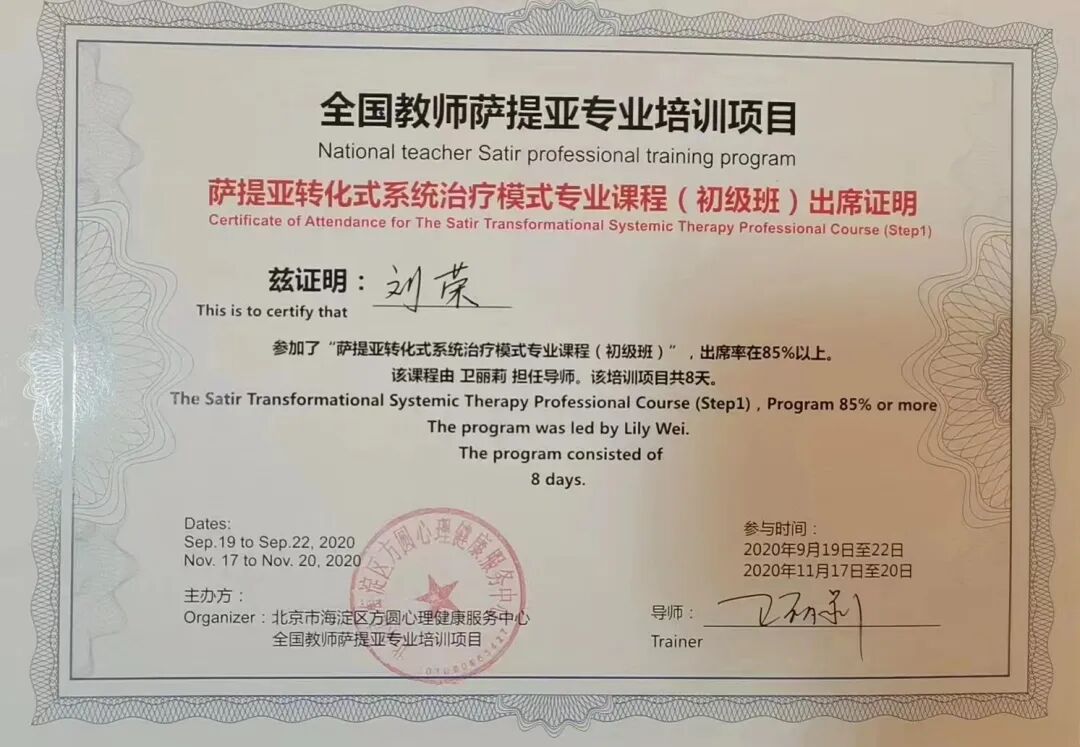 全国教师萨提亚专业培训项目
National teacher Satir professional training program
萨提亚转化式系统治疗模式专业课程（初级班）出席证明
Certificate of Attendance for The Satir Transformational Systemic Therapy Professional Course (Step1)
兹证明：刘荣
This is to certify that
参加了“萨提亚转化式系统治疗模式专业课程（初级班）”，出席率在85%以上。
该课程由 卫丽莉 担任导师。该培训项目共8天。
The Satir Transformational Systemic Therapy Professional Course (Step1)，Program 85% or more
The program was led by Lily Wei.
The program consisted of
8 days.
Dates:
Sep.19 to Sep.22, 2020
Nov. 17 to Nov. 20, 2020
主办方：
Organizer：北京市海淀区方圆心理健康服务中心
全国教师萨提亚专业培训项目
淀区方圆心理健康服务中
参与时间：
2020年9月19日至22日
2020年11月17日至20日
导师：卫丽莉
Trainer